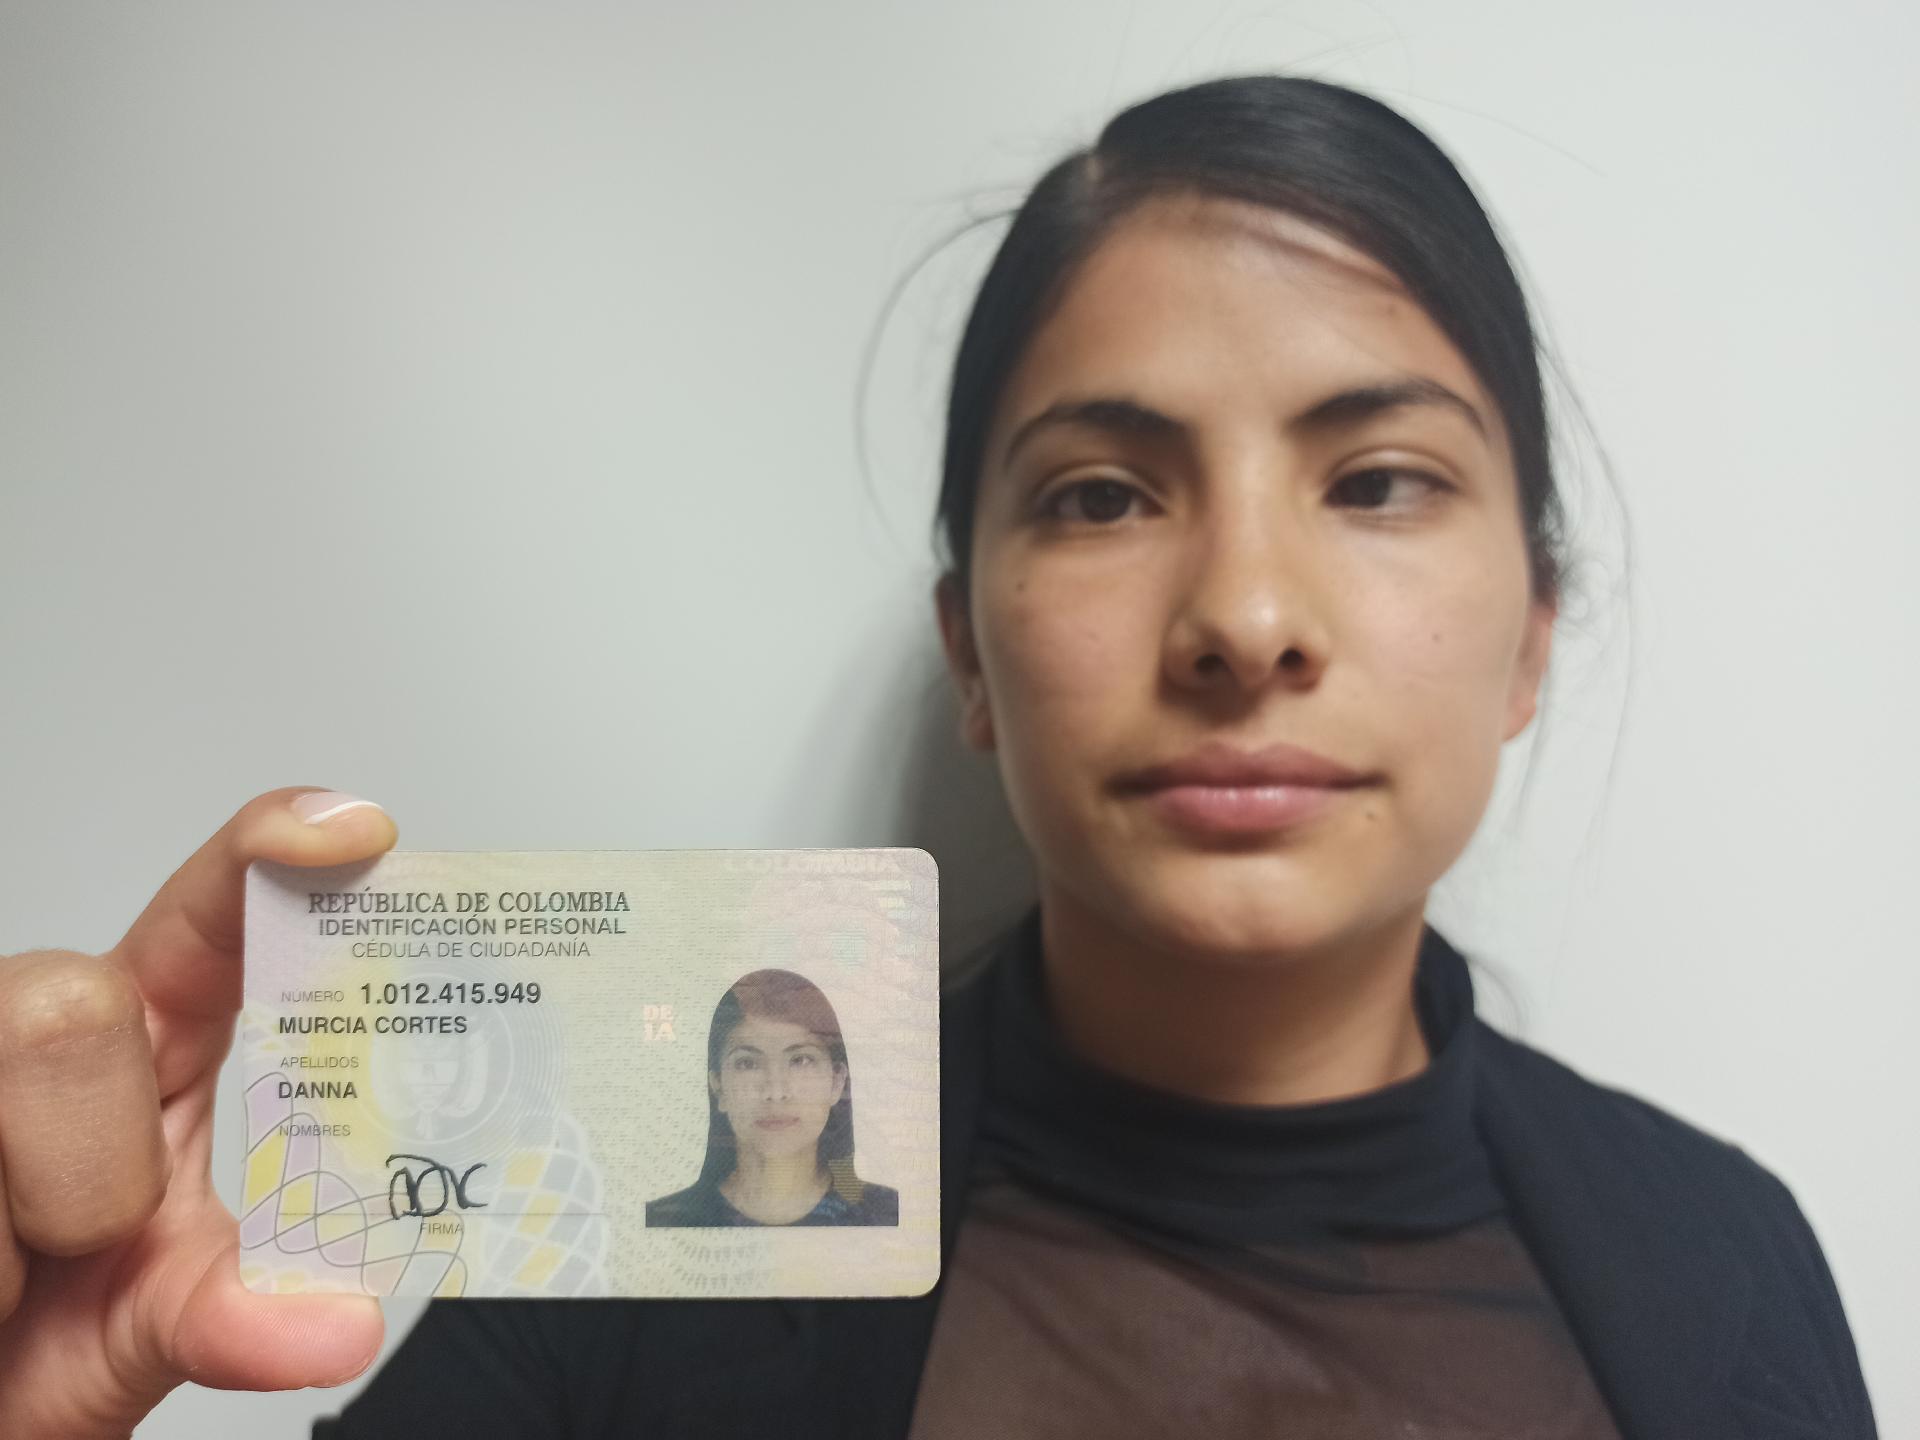 REPÚBLICA DE COLOMBIA
IDENTIFICACIÓN PERSONAL
CÉDULA DE CIUDADANÍA
NÚMERO 1.012.415.949
MURCIA CORTES
APELLIDOS
DANNA
NOMBRES
FIRMA